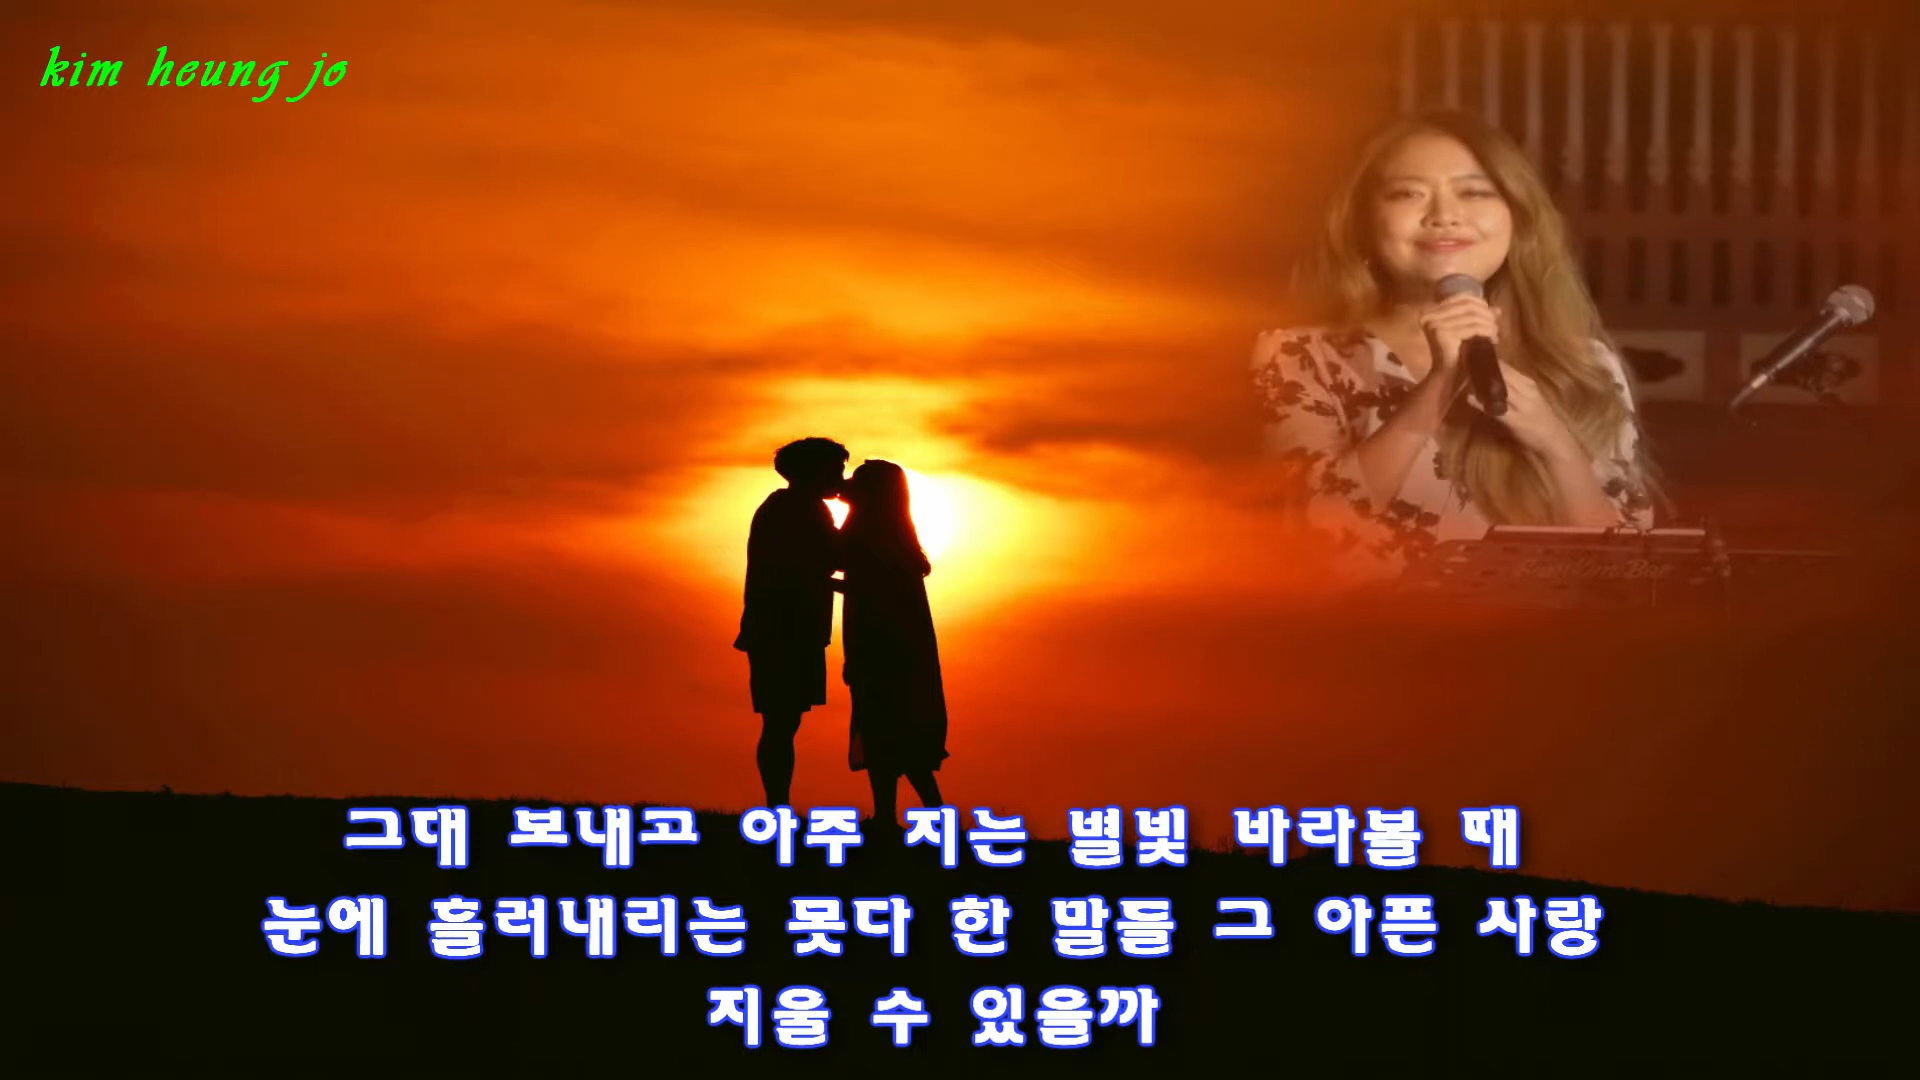 kim heung jo
그대 보내고 아주 지는 별빛 바라볼 때
눈에 흘러내리는 못다 한 말들 그 아픈 사랑
지울 수 있을까